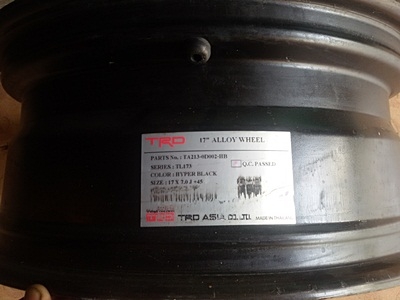 TRD 17" ALLOY WHEEL
PARTS No. : TA213-0D002-HB
SERIES : TL173 Q.C. PASSED
COLOR : HYPER BLACK
SIZE : 17 X 7.0 J +45
TRD ASIA CO.,LTD. MADE IN THAILAND